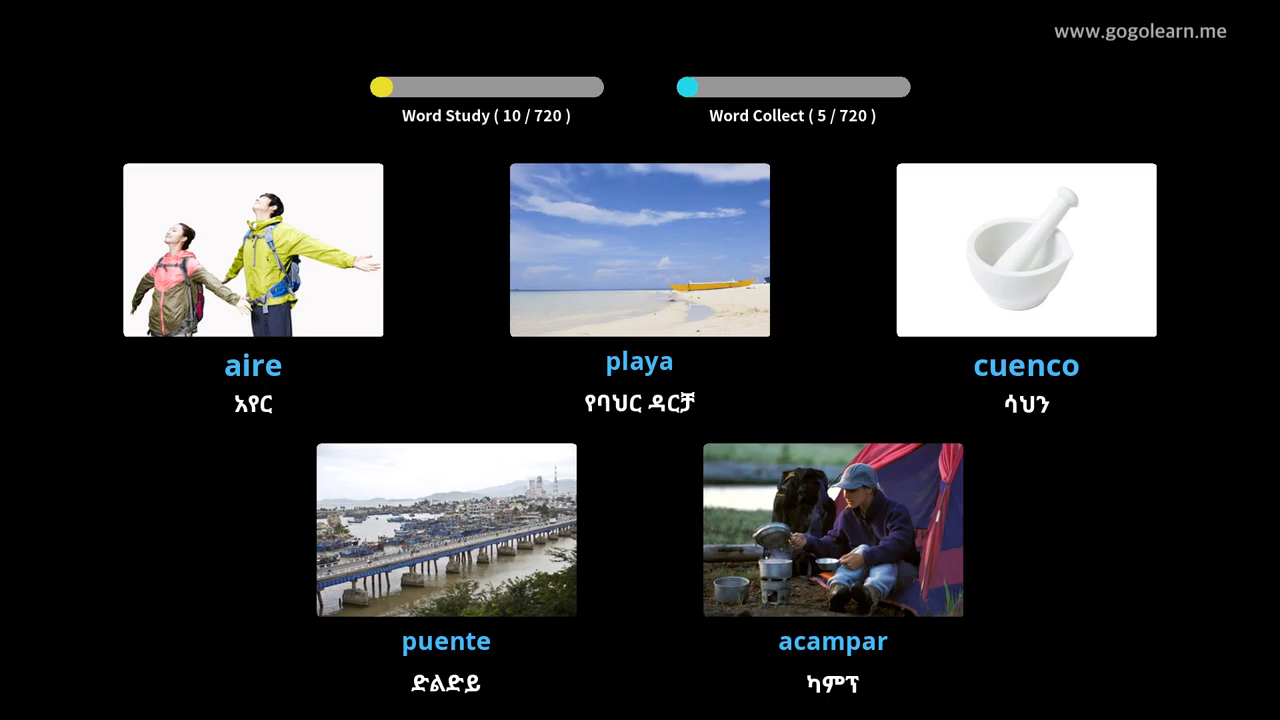 www.gogolearn.me
Word Study ( 10 / 720 )
Word Collect ( 5 / 720 )
aire
playa
cuenco
አየር
የባህር ዳርቻ
ሳህን
puente
acampar
ድልድይ
ካምፕ